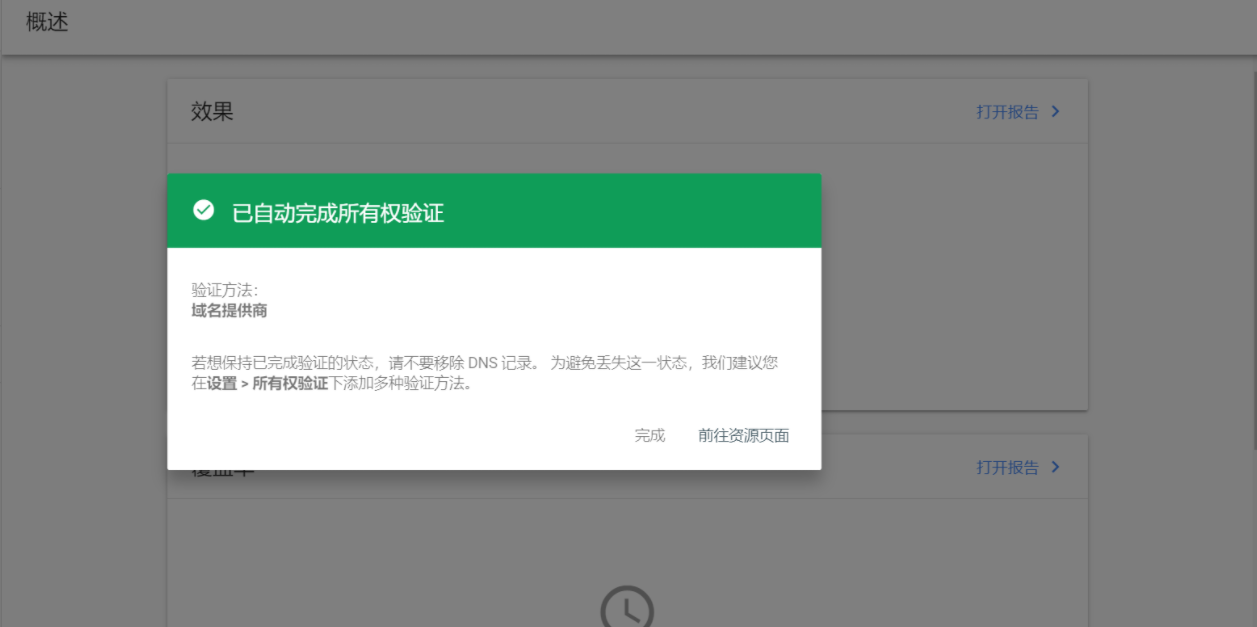 概述
效果
打开报告
已自动完成所有权验证
验证方法:
域名提供商
若想保持已完成验证的状态，请不要移除 DNS 记录。 为避免丢失这一状态，我们建议您
在设置 > 所有权验证下添加多种验证方法。
完成
前往资源页面
打开报告